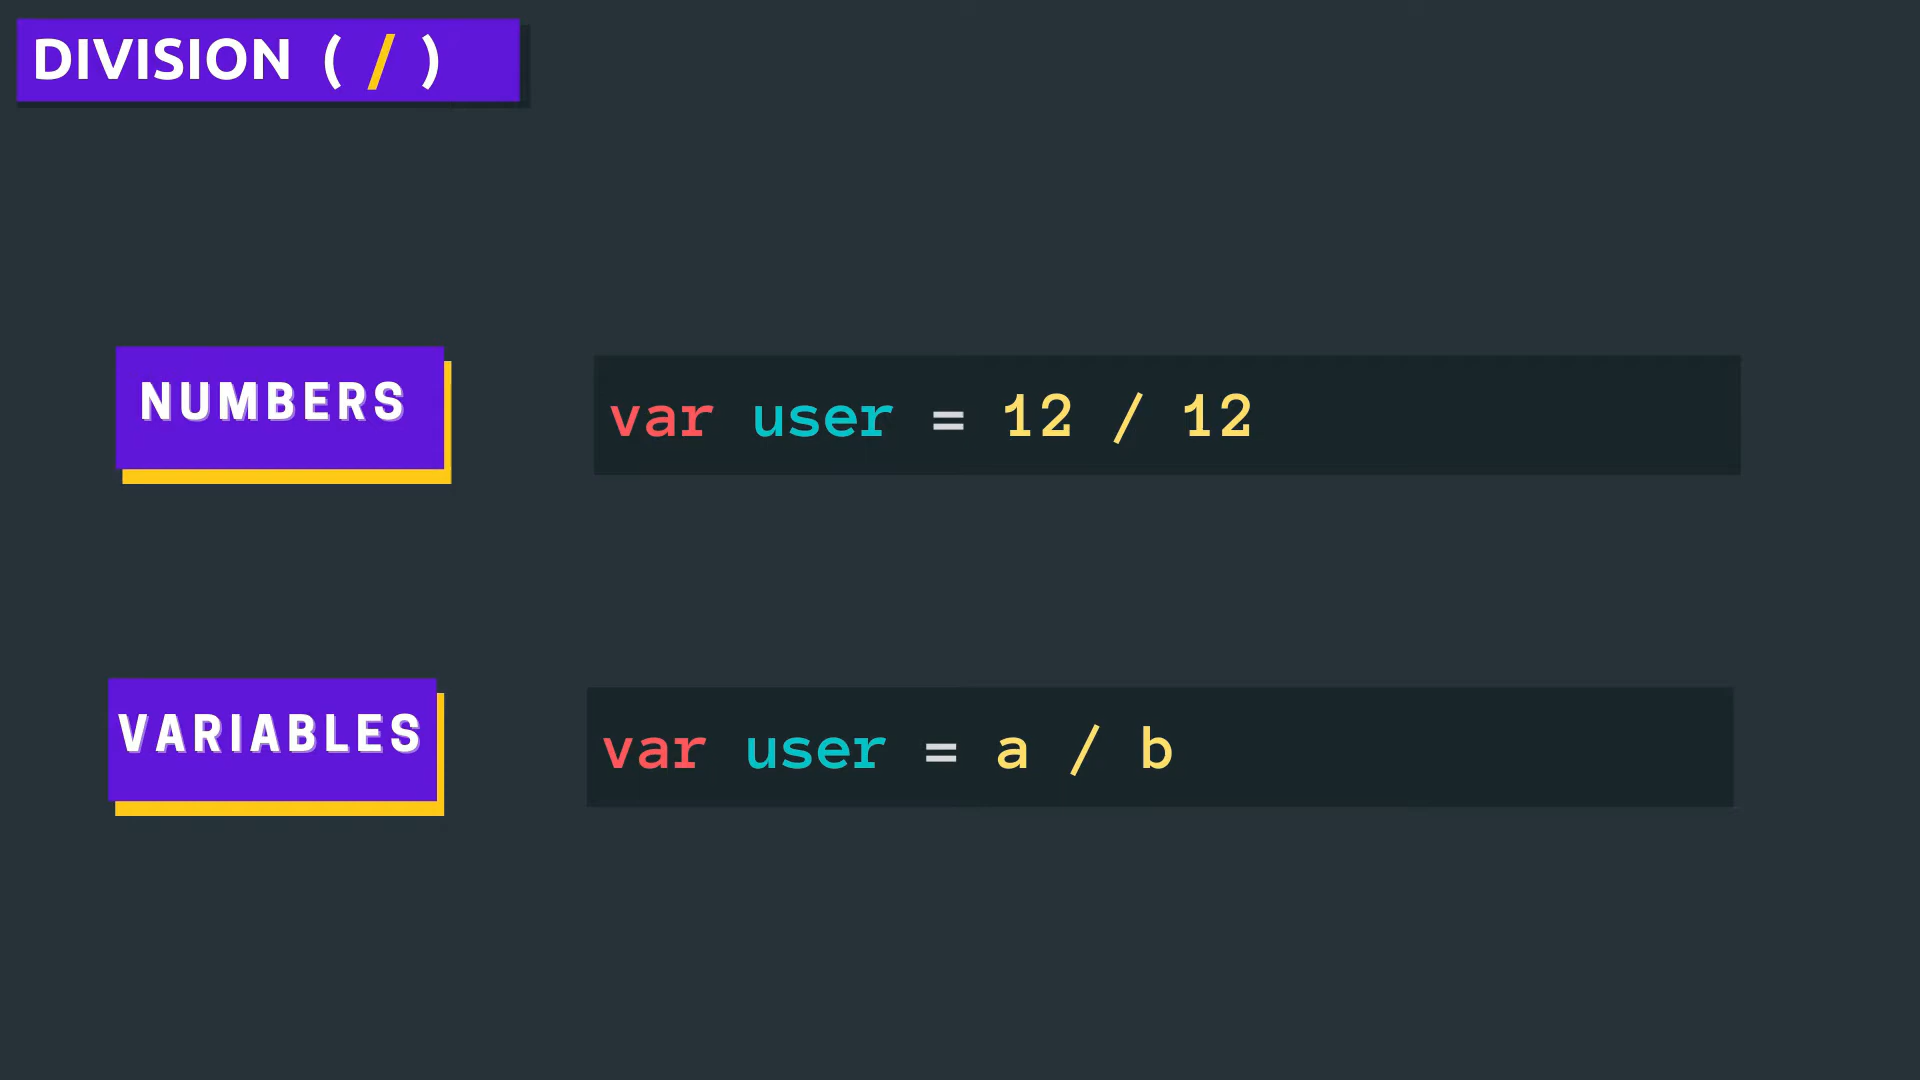 DIVISION ( / )
NUMBERS
var user = 12 / 12
VARIABLES
var user = a / b